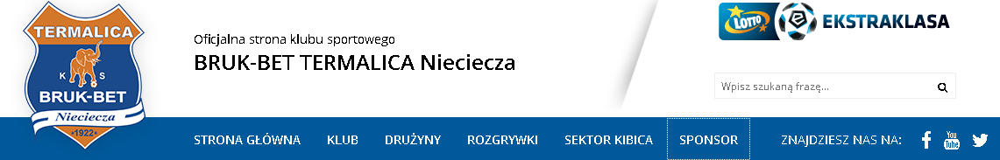 TERMALICA
K S
BRUK-BET
Nieciecza
•1922•
Oficjalna strona klubu sportowego
BRUK-BET TERMALICA Nieciecza
LOTTO
EKSTRAKLASA
Wpisz szukaną frazę...
STRONA GŁÓWNA KLUB DRUŻYNY ROZGRYWKI SEKTOR KIBICA SPONSOR ZNAJDZIESZ NAS NA: f You Tube